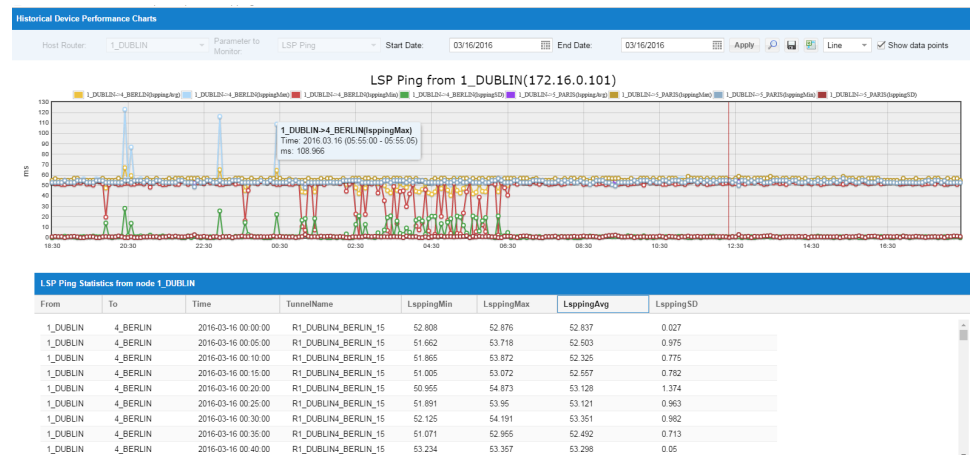 Historical Device Performance Charts
Host Router: 1_DUBLIN Parameter to Monitor: LSP Ping Start Date: 03/16/2016 End Date: 03/16/2016 Apply Line Show data points
LSP Ping from 1_DUBLIN(172.16.0.101)
1_DUBLIN->4_BERLIN(lsppingAvg) 1_DUBLIN->4_BERLIN(lsppingMax) 1_DUBLIN->4_BERLIN(lsppingMin) 1_DUBLIN->4_BERLIN(lsppingSD) 1_DUBLIN->5_PARIS(lsppingAvg) 1_DUBLIN->5_PARIS(lsppingMax) 1_DUBLIN->5_PARIS(lsppingMin) 1_DUBLIN->5_PARIS(lsppingSD)
130
120
110
100
90
80
70
60
50
40
30
20
10
0
ms
1_DUBLIN->4_BERLIN(lsppingMax)
Time: 2016.03.16 (05:55:00 - 05:55:05)
ms: 108.966
18:30 20:30 22:30 00:30 02:30 04:30 06:30 08:30 10:30 12:30 14:30 16:30
LSP Ping Statistics from node 1_DUBLIN
From To Time TunnelName LsppingMin LsppingMax LsppingAvg LsppingSD
1_DUBLIN 4_BERLIN 2016-03-16 00:00:00 R1_DUBLIN4_BERLIN_15 52.808 52.876 52.837 0.027
1_DUBLIN 4_BERLIN 2016-03-16 00:05:00 R1_DUBLIN4_BERLIN_15 51.662 53.718 52.503 0.975
1_DUBLIN 4_BERLIN 2016-03-16 00:10:00 R1_DUBLIN4_BERLIN_15 51.865 53.872 52.325 0.775
1_DUBLIN 4_BERLIN 2016-03-16 00:15:00 R1_DUBLIN4_BERLIN_15 51.005 53.072 52.557 0.782
1_DUBLIN 4_BERLIN 2016-03-16 00:20:00 R1_DUBLIN4_BERLIN_15 50.955 54.873 53.128 1.374
1_DUBLIN 4_BERLIN 2016-03-16 00:25:00 R1_DUBLIN4_BERLIN_15 51.891 53.95 53.121 0.963
1_DUBLIN 4_BERLIN 2016-03-16 00:30:00 R1_DUBLIN4_BERLIN_15 52.125 54.191 53.351 0.982
1_DUBLIN 4_BERLIN 2016-03-16 00:35:00 R1_DUBLIN4_BERLIN_15 51.071 52.955 52.492 0.713
1_DUBLIN 4_BERLIN 2016-03-16 00:40:00 R1_DUBLIN4_BERLIN_15 53.234 53.357 53.298 0.05